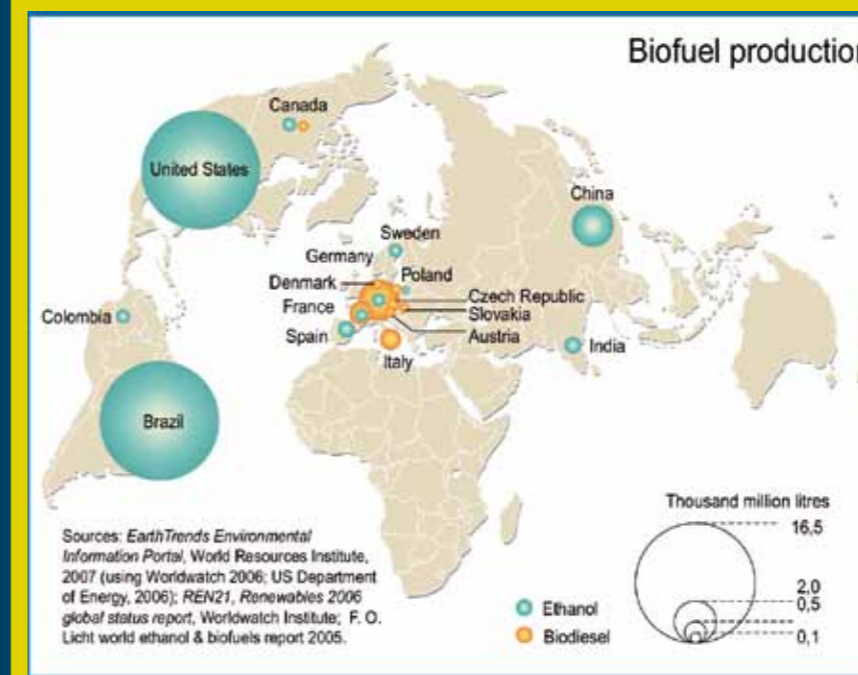 Biofuel production
Canada
United States
China
Sweden
Germany
Denmark
Poland
France
Czech Republic
Slovakia
Colombia
Spain
Austria
India
Italy
Brazil
Thousand million litres
16,5
2,0
0,5
0,1
Ethanol
Biodiesel
Sources: EarthTrends Environmental
Information Portal, World Resources Institute,
2007 (using Worldwatch 2006; US Department
of Energy, 2006); REN21, Renewables 2006
global status report, Worldwatch Institute; F. O.
Licht world ethanol & biofuels report 2005.